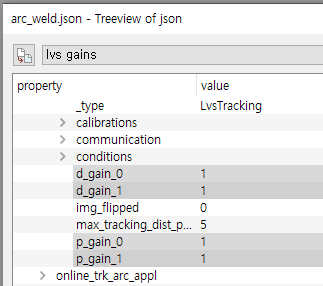 arc_weld.json - Treeview of json
lvs gains
property value
_type LvsTracking
calibrations
communication
conditions
d_gain_0 1
d_gain_1 1
img_flipped 0
max_tracking_dist_p... 5
p_gain_0 1
p_gain_1 1
online_trk_arc_appl